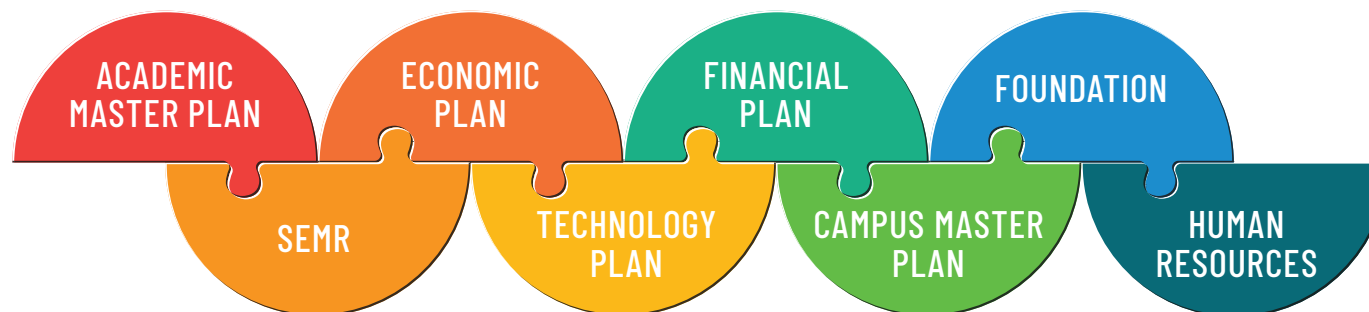 ACADEMIC
MASTER PLAN
ECONOMIC
PLAN
FINANCIAL
PLAN
FOUNDATION
SEMR
TECHNOLOGY
PLAN
CAMPUS MASTER
PLAN
HUMAN
RESOURCES